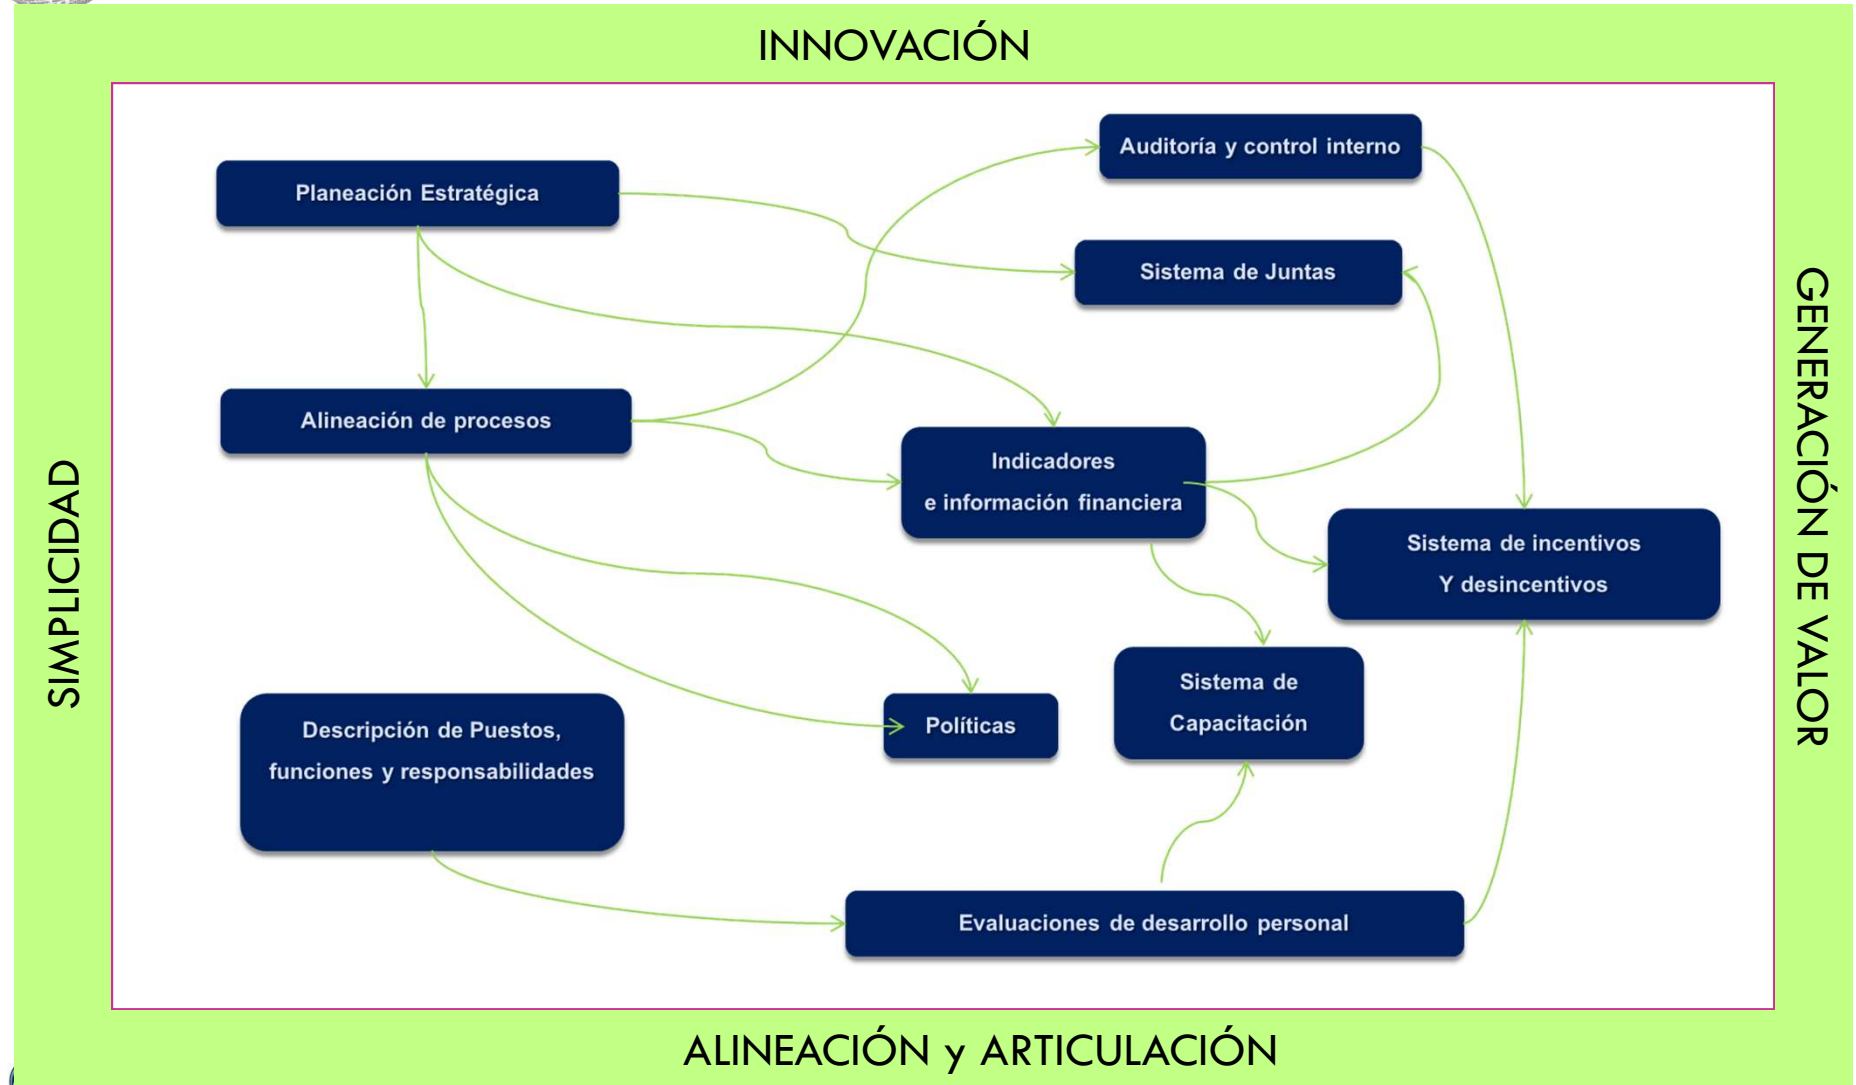 INNOVACIÓN
Auditoría y control interno
Planeación Estratégica
Sistema de Juntas
Alineación de procesos
Indicadores
e información financiera
Sistema de incentivos
Y desincentivos
Sistema de
Capacitación
Políticas
Descripción de Puestos,
funciones y responsabilidades
Evaluaciones de desarrollo personal
SIMPLICIDAD
GENERACIÓN DE VALOR
ALINEACIÓN y ARTICULACIÓN